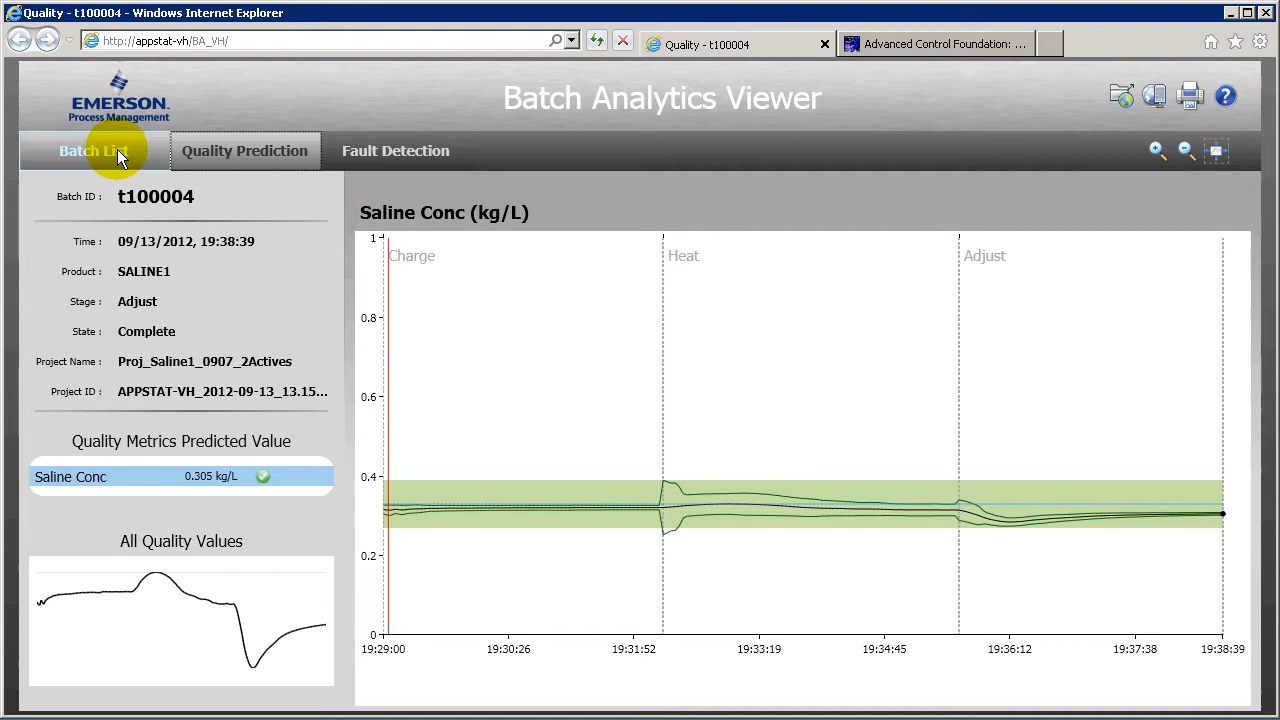 Quality - t100004 - Windows Internet Explorer
http://appstat-vh/BA_VH/
Quality - t100004
Advanced Control Foundation: ...
EMERSON.
Process Management
Batch Analytics Viewer
Batch List
Quality Prediction
Fault Detection
Batch ID : t100004
Time : 09/13/2012, 19:38:39
Product : SALINE1
Stage : Adjust
State : Complete
Project Name : Proj_Saline1_0907_2Actives
Project ID : APPSTAT-VH_2012-09-13_13.15...
Quality Metrics Predicted Value
Saline Conc 0.305 kg/L
All Quality Values
Saline Conc (kg/L)
Charge Heat Adjust
1
0.8
0.6
0.4
0.2
0
19:29:00 19:30:26 19:31:52 19:33:19 19:34:45 19:36:12 19:37:38 19:38:39